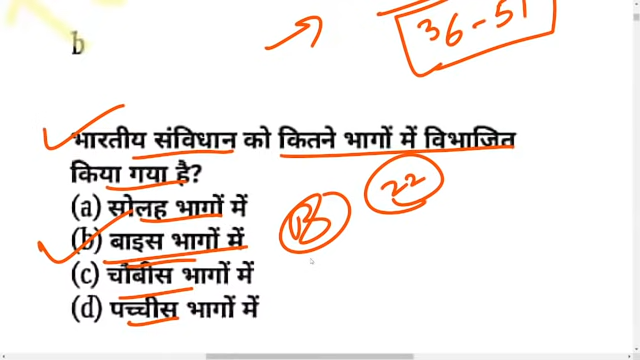 36-51
b
भारतीय संविधान को कितने भागों में विभाजित
किया गया है?
22
(a) सोलह भागों में
B
(b) बाइस भागों में
(c) चौबीस भागों में
(d) पच्चीस भागों में